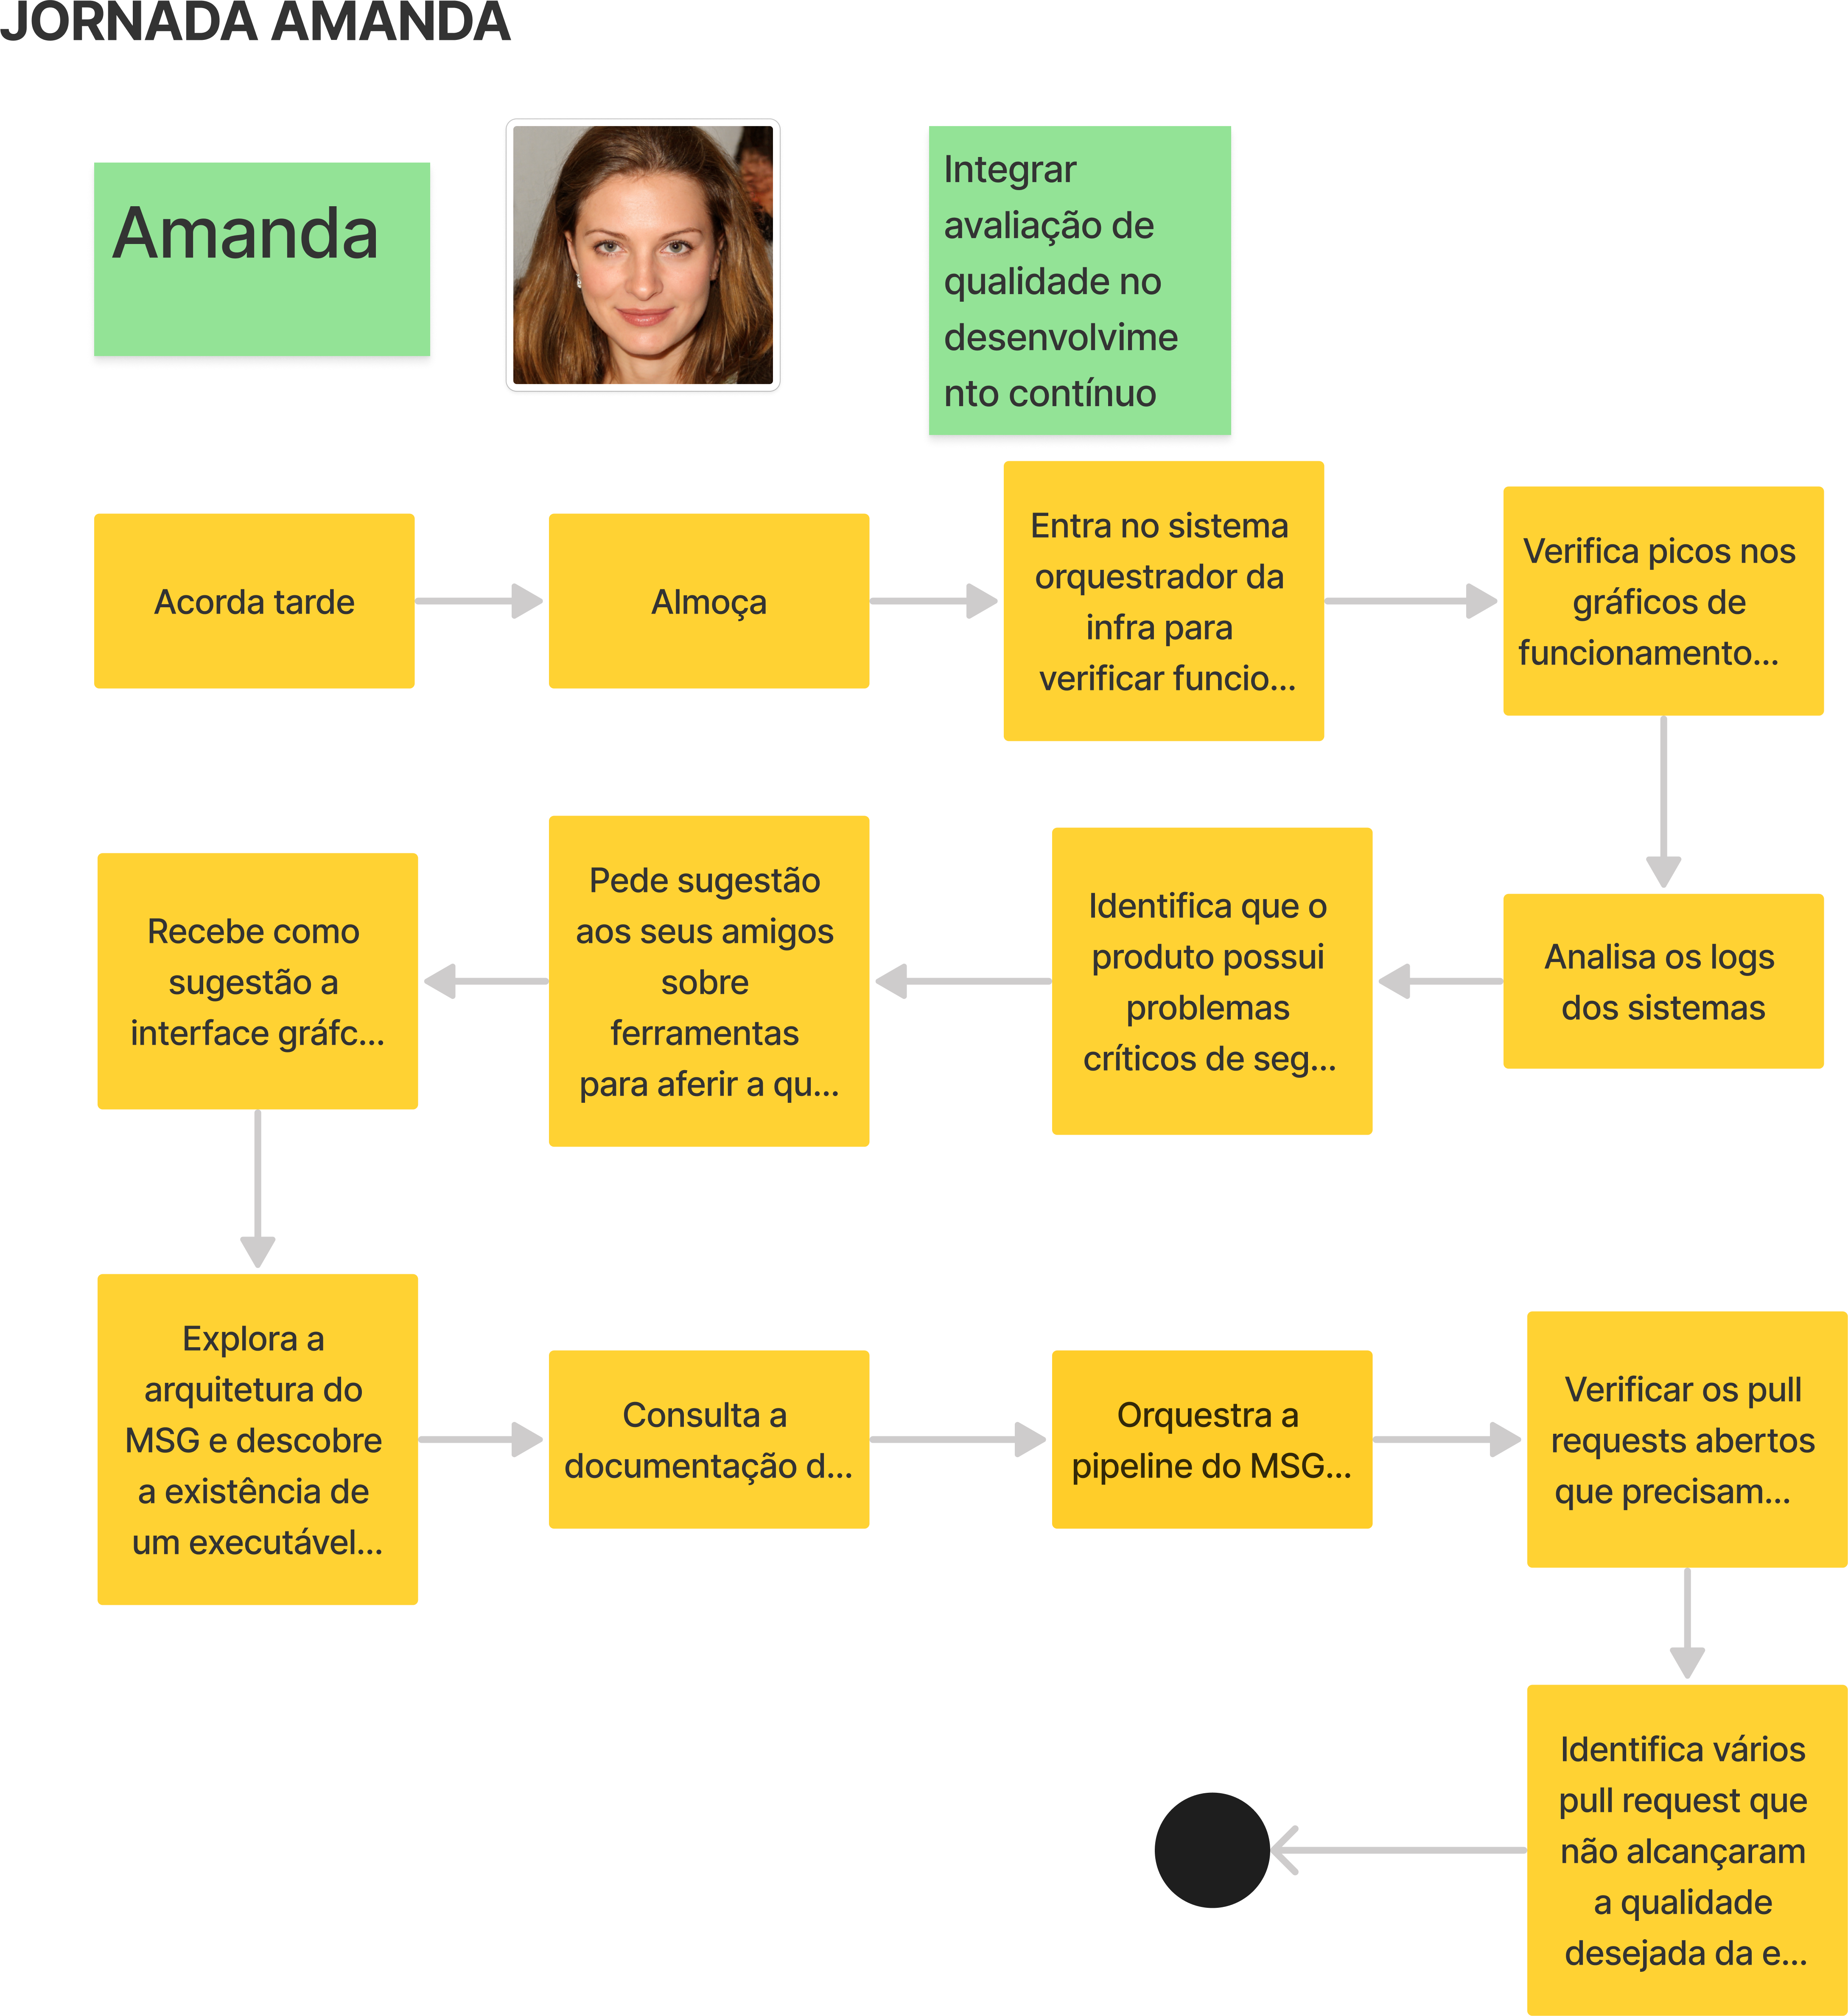 JORNADA AMANDA
Amanda
Integrar
avaliação de
qualidade no
desenvolvime
nto contínuo
Acorda tarde
Almoça
Entra no sistema
orquestrador da
infra para
verificar funcio...
Verifica picos nos
gráficos de
funcionamento...
Analisa os logs
dos sistemas
Identifica que o
produto possui
problemas
críticos de seg...
Pede sugestão
aos seus amigos
sobre
ferramentas
para aferir a qu...
Recebe como
sugestão a
interface gráfc...
Explora a
arquitetura do
MSG e descobre
a existência de
um executável...
Consulta a
documentação d...
Orquestra a
pipeline do MSG...
Verificar os pull
requests abertos
que precisam...
Identifica vários
pull request que
não alcançaram
a qualidade
desejada da e...